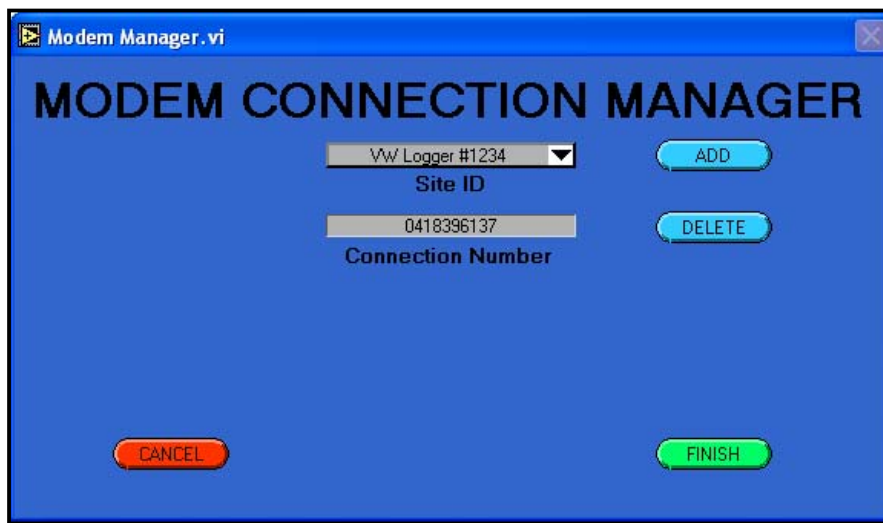 Modem Manager.vi
MODEM CONNECTION MANAGER
VW Logger #1234
ADD
Site ID
0418396137
DELETE
Connection Number
CANCEL
FINISH